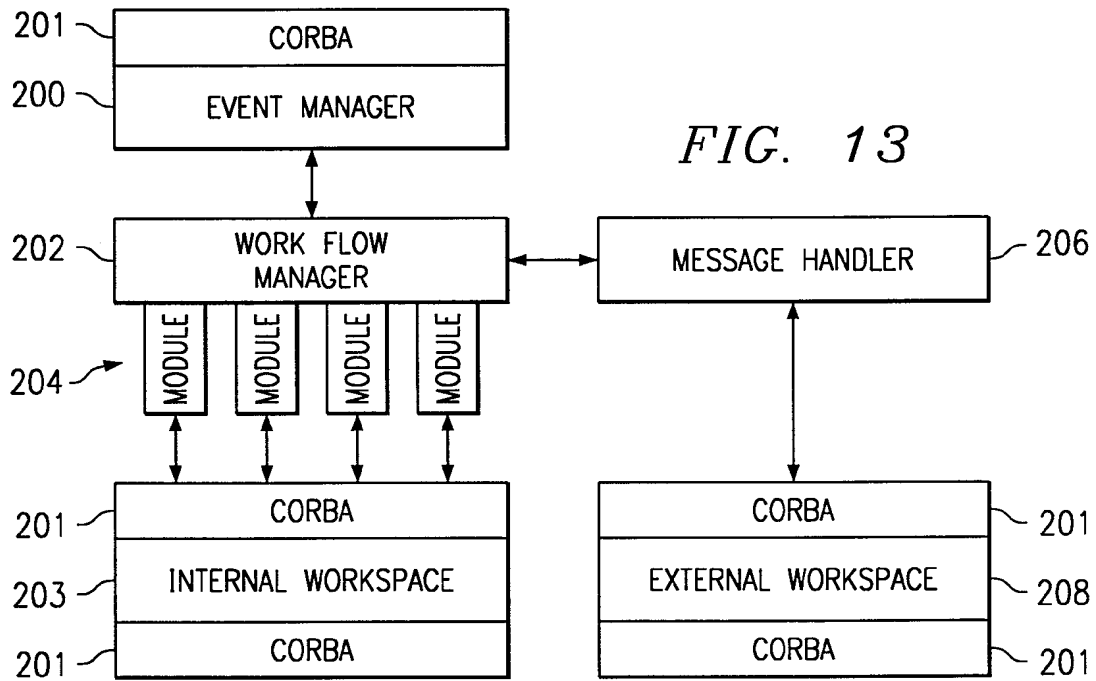 201
CORBA
200
EVENT MANAGER
FIG. 13
202
WORK FLOW
MANAGER
MESSAGE HANDLER
206
204
MODULE
MODULE
MODULE
MODULE
201
CORBA
203
INTERNAL WORKSPACE
201
CORBA
CORBA
201
EXTERNAL WORKSPACE
208
CORBA
201